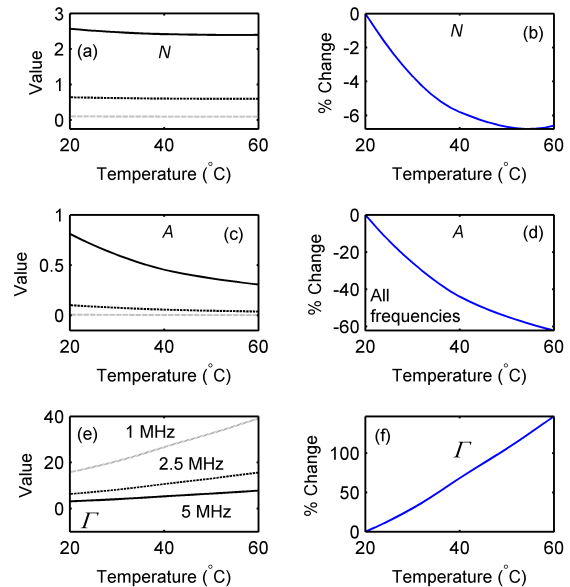 3
2
1
0
Value
(a)
N
20
40
60
Temperature (°C)
0
-2
-4
-6
% Change
N
(b)
20
40
60
Temperature (°C)
1
0.5
0
Value
A
(c)
20
40
60
Temperature (°C)
0
-20
-40
-60
% Change
A
(d)
All
frequencies
20
40
60
Temperature (°C)
40
20
0
Value
(e)
1 MHz
2.5 MHz
5 MHz
Γ
20
40
60
Temperature (°C)
100
50
0
% Change
(f)
Γ
20
40
60
Temperature (°C)